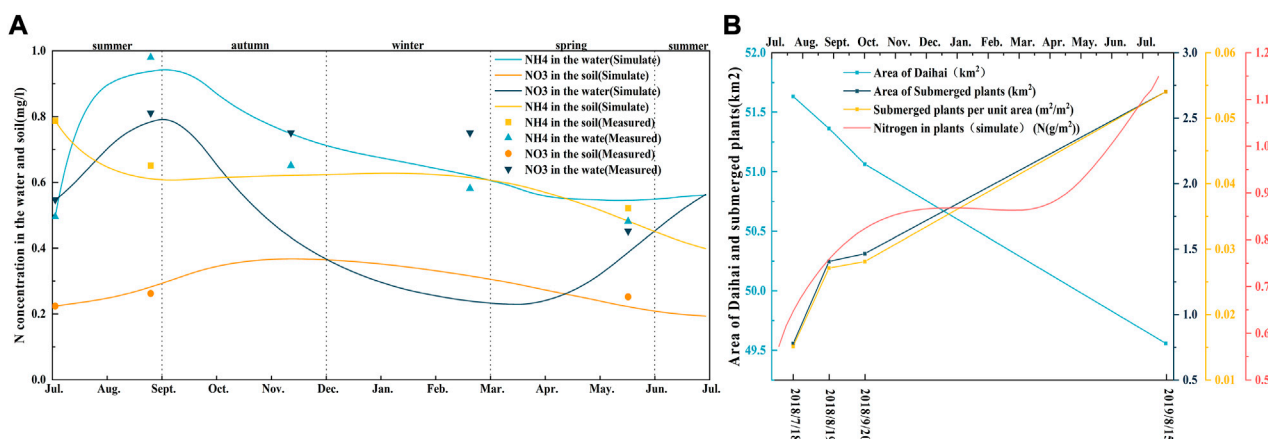 A
summer autumn winter spring summer
N concentration in the water and soil(mg/l)
1.0
0.8
0.6
0.4
0.2
0.0
Jul. Aug. Sept. Oct. Nov. Dec. Jan. Feb. Mar. Apr. May. Jun. Jul.
NH4 in the water(Simulate)
NO3 in the soil(Simulate)
NO3 in the water(Simulate)
NH4 in the soil(Simulate)
NH4 in the soil(Measured)
NH4 in the wate(Measured)
NO3 in the soil(Measured)
NO3 in the wate(Measured)
B
Jul. Aug. Sept. Oct. Nov. Dec. Jan. Feb. Mar. Apr. May. Jun. Jul.
Area of Daihai and submerged plants(km2)
52.0
51.5
51.0
50.5
50.0
49.5
Area of Daihai（km²）
Area of Submerged plants (km²)
Submerged plants per unit area (m²/m²)
Nitrogen in plants（simulate）(N(g/m²))
3.0
2.5
2.0
1.5
1.0
0.5
0.06
0.05
0.04
0.03
0.02
0.01
1.2
1.1
1.0
0.9
0.8
0.7
0.6
0.5
2018/7/18
2018/8/19
2018/9/20
2019/8/15